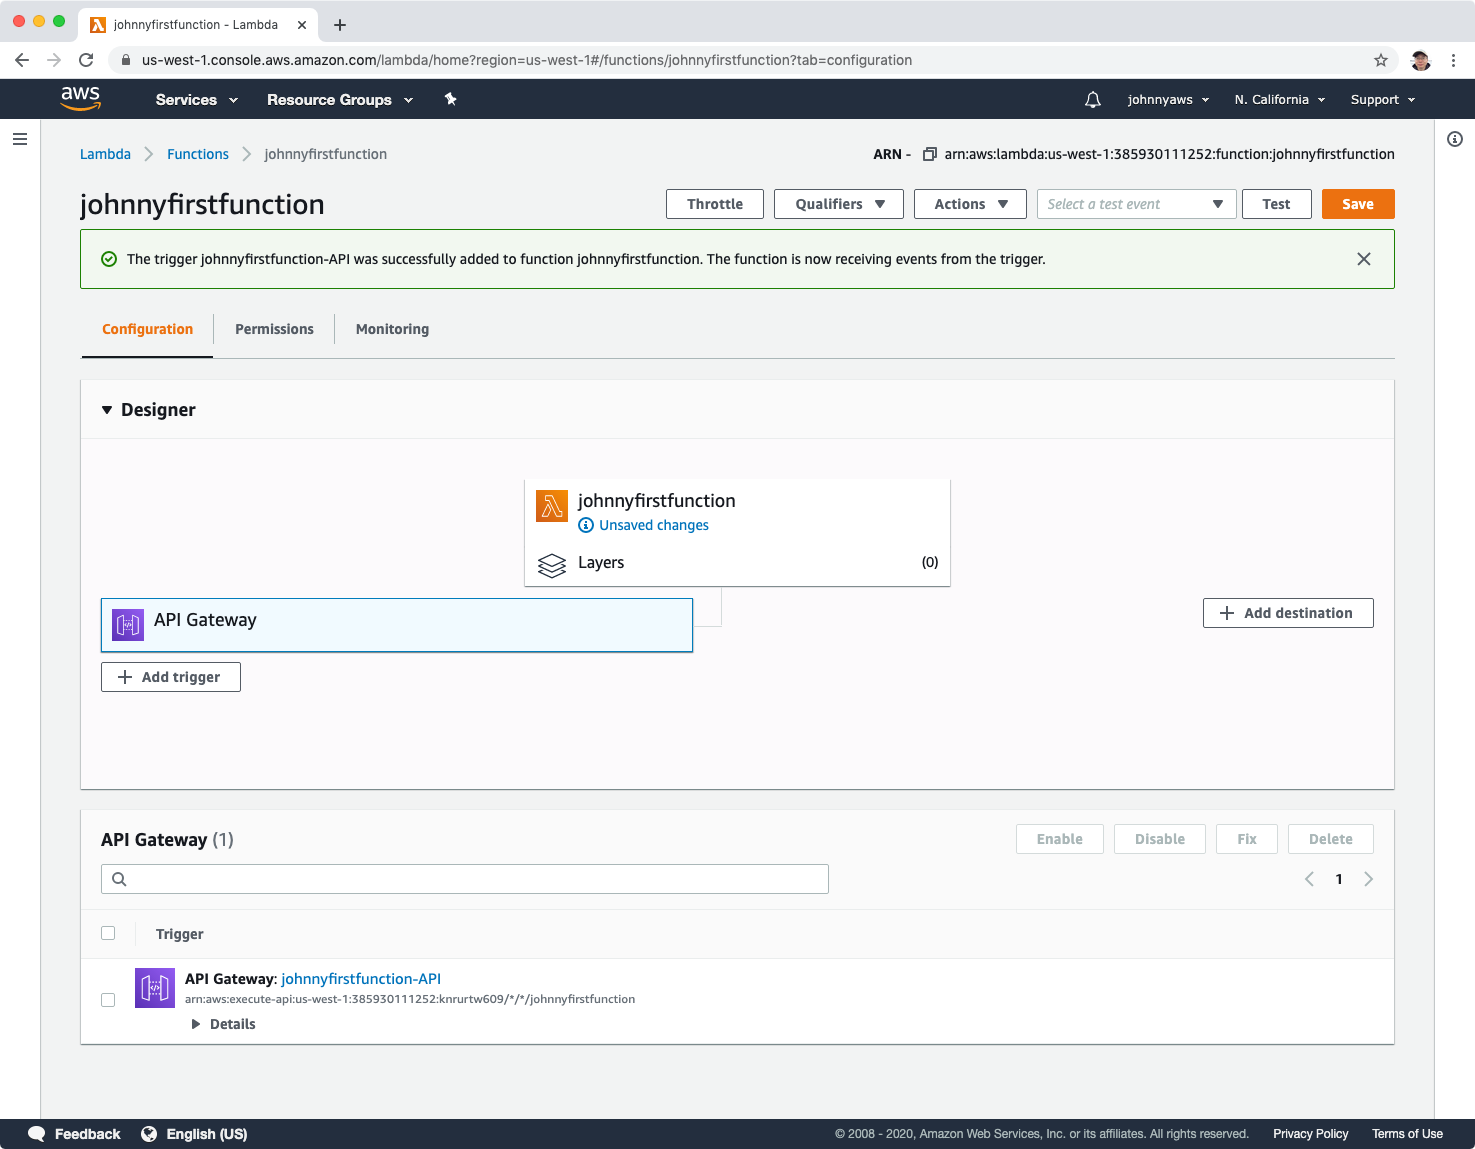 johnnyfirstfunction - Lambda
us-west-1.console.aws.amazon.com/lambda/home?region=us-west-1#/functions/johnnyfirstfunction?tab=configuration
aws Services Resource Groups johnnyaws N. California Support
Lambda Functions johnnyfirstfunction ARN - arn:aws:lambda:us-west-1:385930111252:function:johnnyfirstfunction
johnnyfirstfunction Throttle Qualifiers Actions Select a test event Test Save
The trigger johnnyfirstfunction-API was successfully added to function johnnyfirstfunction. The function is now receiving events from the trigger.
Configuration Permissions Monitoring
Designer
johnnyfirstfunction
Unsaved changes
Layers (0)
API Gateway
Add destination
Add trigger
API Gateway (1) Enable Disable Fix Delete
1
Trigger
API Gateway: johnnyfirstfunction-API
arn:aws:execute-api:us-west-1:385930111252:knrurtw609/*/*/johnnyfirstfunction
Details
Feedback English (US) © 2008 - 2020, Amazon Web Services, Inc. or its affiliates. All rights reserved. Privacy Policy Terms of Use